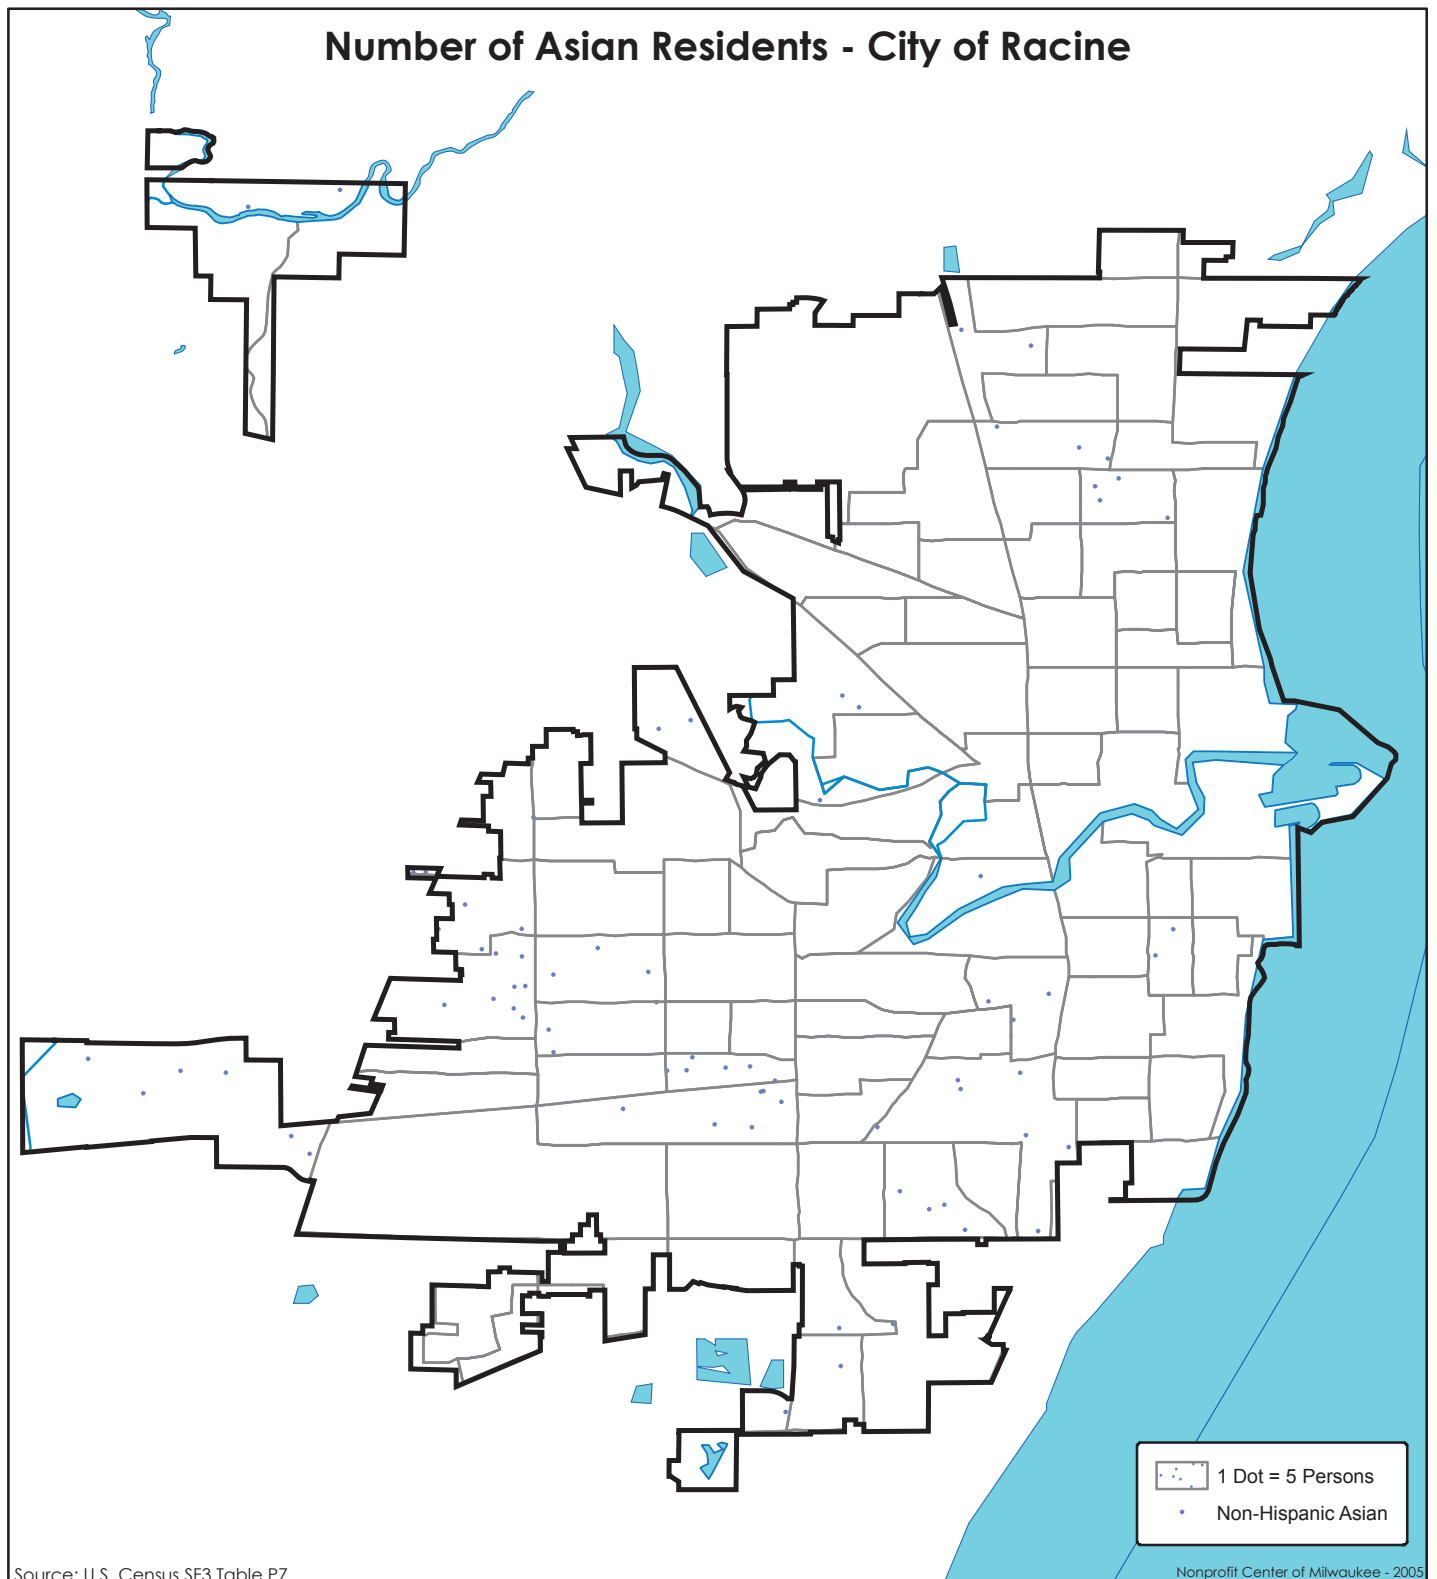 Number of Asian Residents - City of Racine
1 Dot = 5 Persons
Non-Hispanic Asian
Source: U.S. Census SF3 Table P7
Nonprofit Center of Milwaukee - 2005